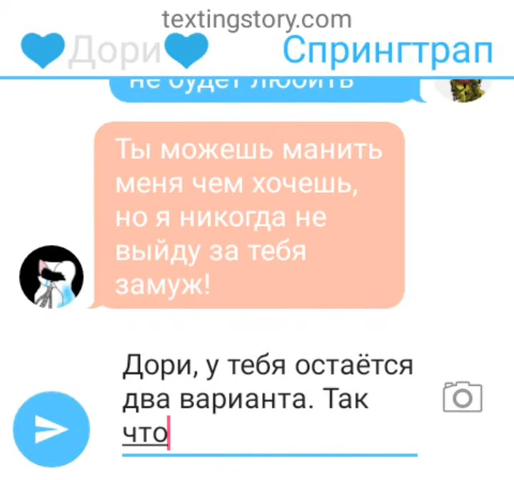 textingstory.com
Дори Спрингтрап
не будет любить
Ты можешь манить
меня чем хочешь,
но я никогда не
выйду за тебя
замуж!
Дори, у тебя остаётся
два варианта. Так
что